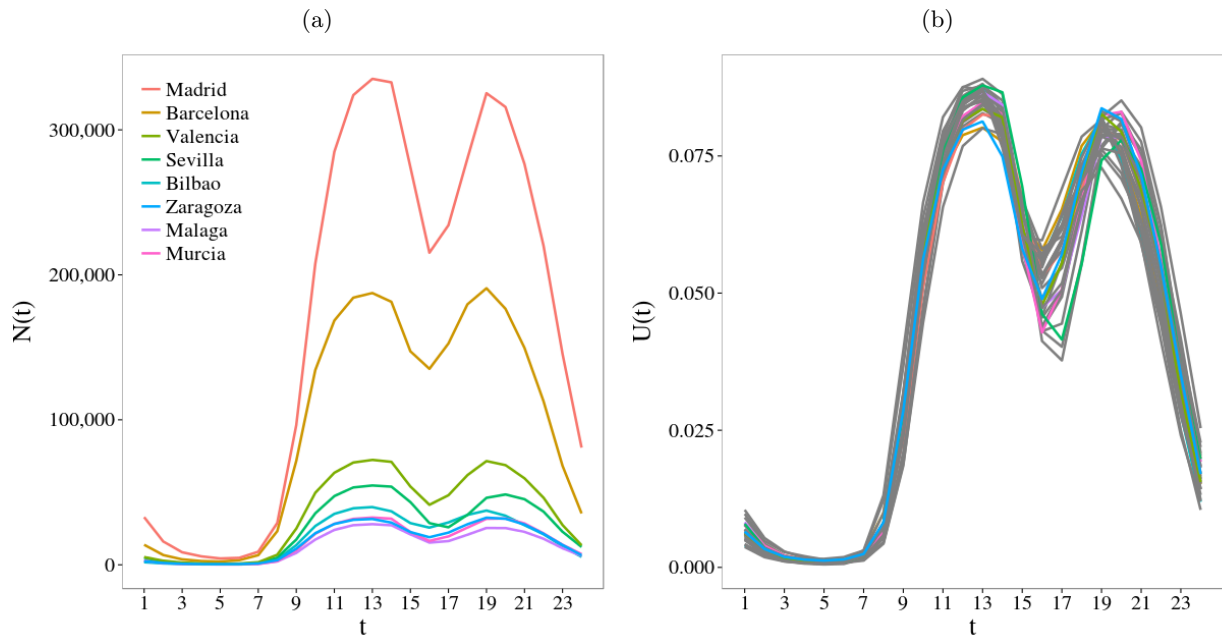 (a)
Madrid
Barcelona
Valencia
Sevilla
Bilbao
Zaragoza
Malaga
Murcia
300,000
200,000
100,000
0
N(t)
1 3 5 7 9 11 13 15 17 19 21 23
t
(b)
0.075
0.050
0.025
0.000
U(t)
1 3 5 7 9 11 13 15 17 19 21 23
t